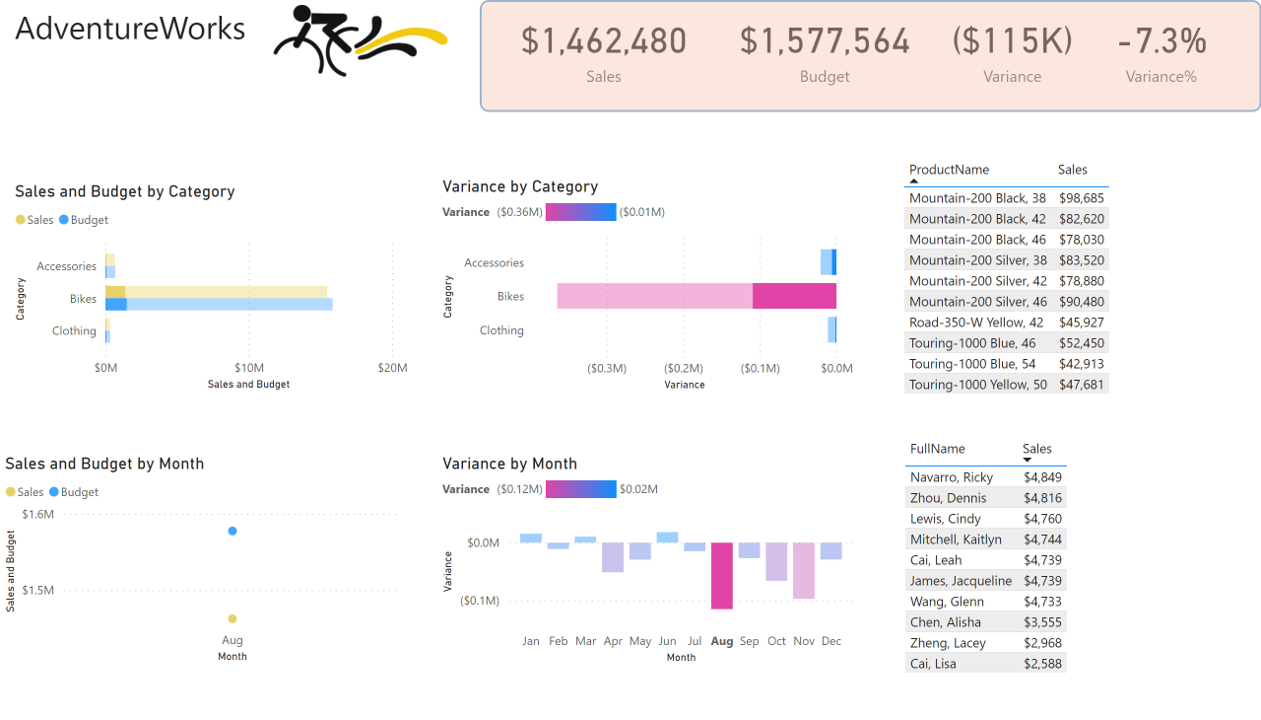 AdventureWorks
$1,462,480 $1,577,564 ($115K) -7.3%
Sales Budget Variance Variance%
Sales and Budget by Category
Sales Budget
Category
Accessories
Bikes
Clothing
$0M $10M $20M
Sales and Budget
Variance by Category
Variance ($0.36M) ($0.01M)
Category
Accessories
Bikes
Clothing
($0.3M) ($0.2M) ($0.1M) $0.0M
Variance
ProductName Sales
Mountain-200 Black, 38 $98,685
Mountain-200 Black, 42 $82,620
Mountain-200 Black, 46 $78,030
Mountain-200 Silver, 38 $83,520
Mountain-200 Silver, 42 $78,880
Mountain-200 Silver, 46 $90,480
Road-350-W Yellow, 42 $45,927
Touring-1000 Blue, 46 $52,450
Touring-1000 Blue, 54 $42,913
Touring-1000 Yellow, 50 $47,681
Sales and Budget by Month
Sales Budget
Sales and Budget
$1.6M
$1.5M
Aug
Month
Variance by Month
Variance ($0.12M) $0.02M
Variance
$0.0M
($0.1M)
Jan Feb Mar Apr May Jun Jul Aug Sep Oct Nov Dec
Month
FullName Sales
Navarro, Ricky $4,849
Zhou, Dennis $4,816
Lewis, Cindy $4,760
Mitchell, Kaitlyn $4,744
Cai, Leah $4,739
James, Jacqueline $4,739
Wang, Glenn $4,733
Chen, Alisha $3,555
Zheng, Lacey $2,968
Cai, Lisa $2,588